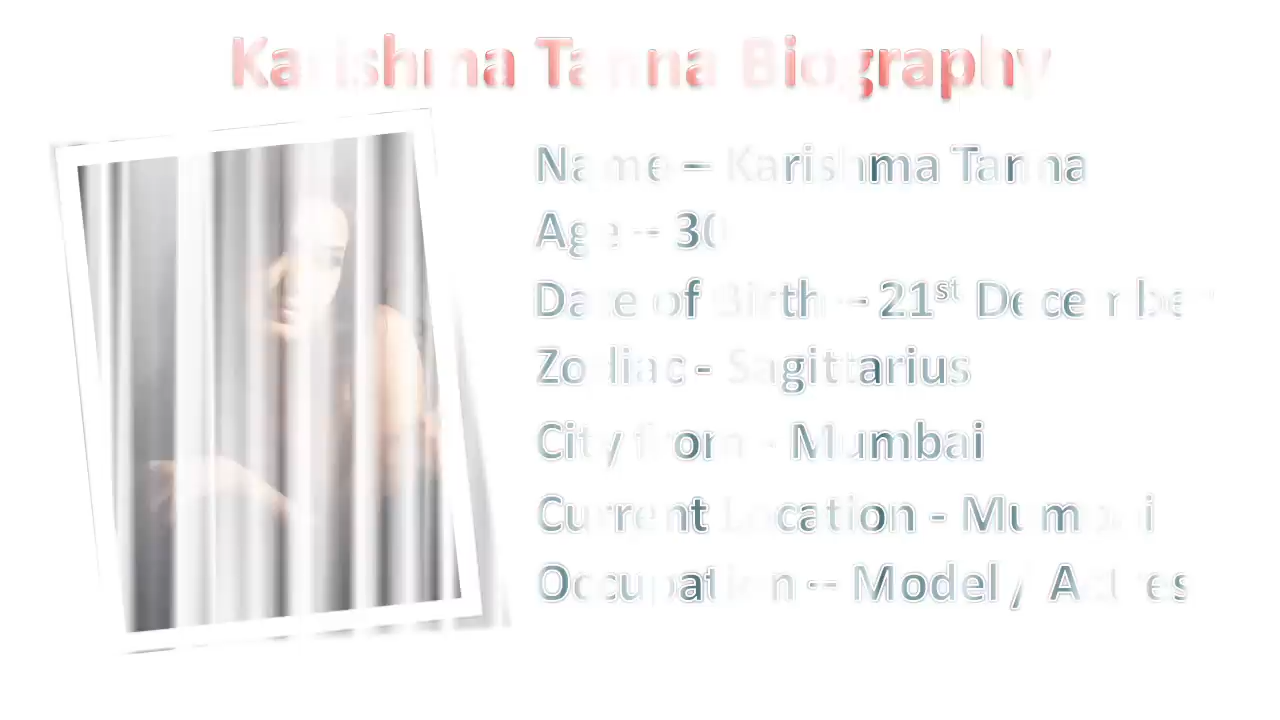 Karishma Tanna Biography
Name – Karishma Tanna
Age – 30
Date of Birth – 21st December
Zodiac - Sagittarius
City from - Mumbai
Current Location - Mumbai
Occupation – Model / Actres